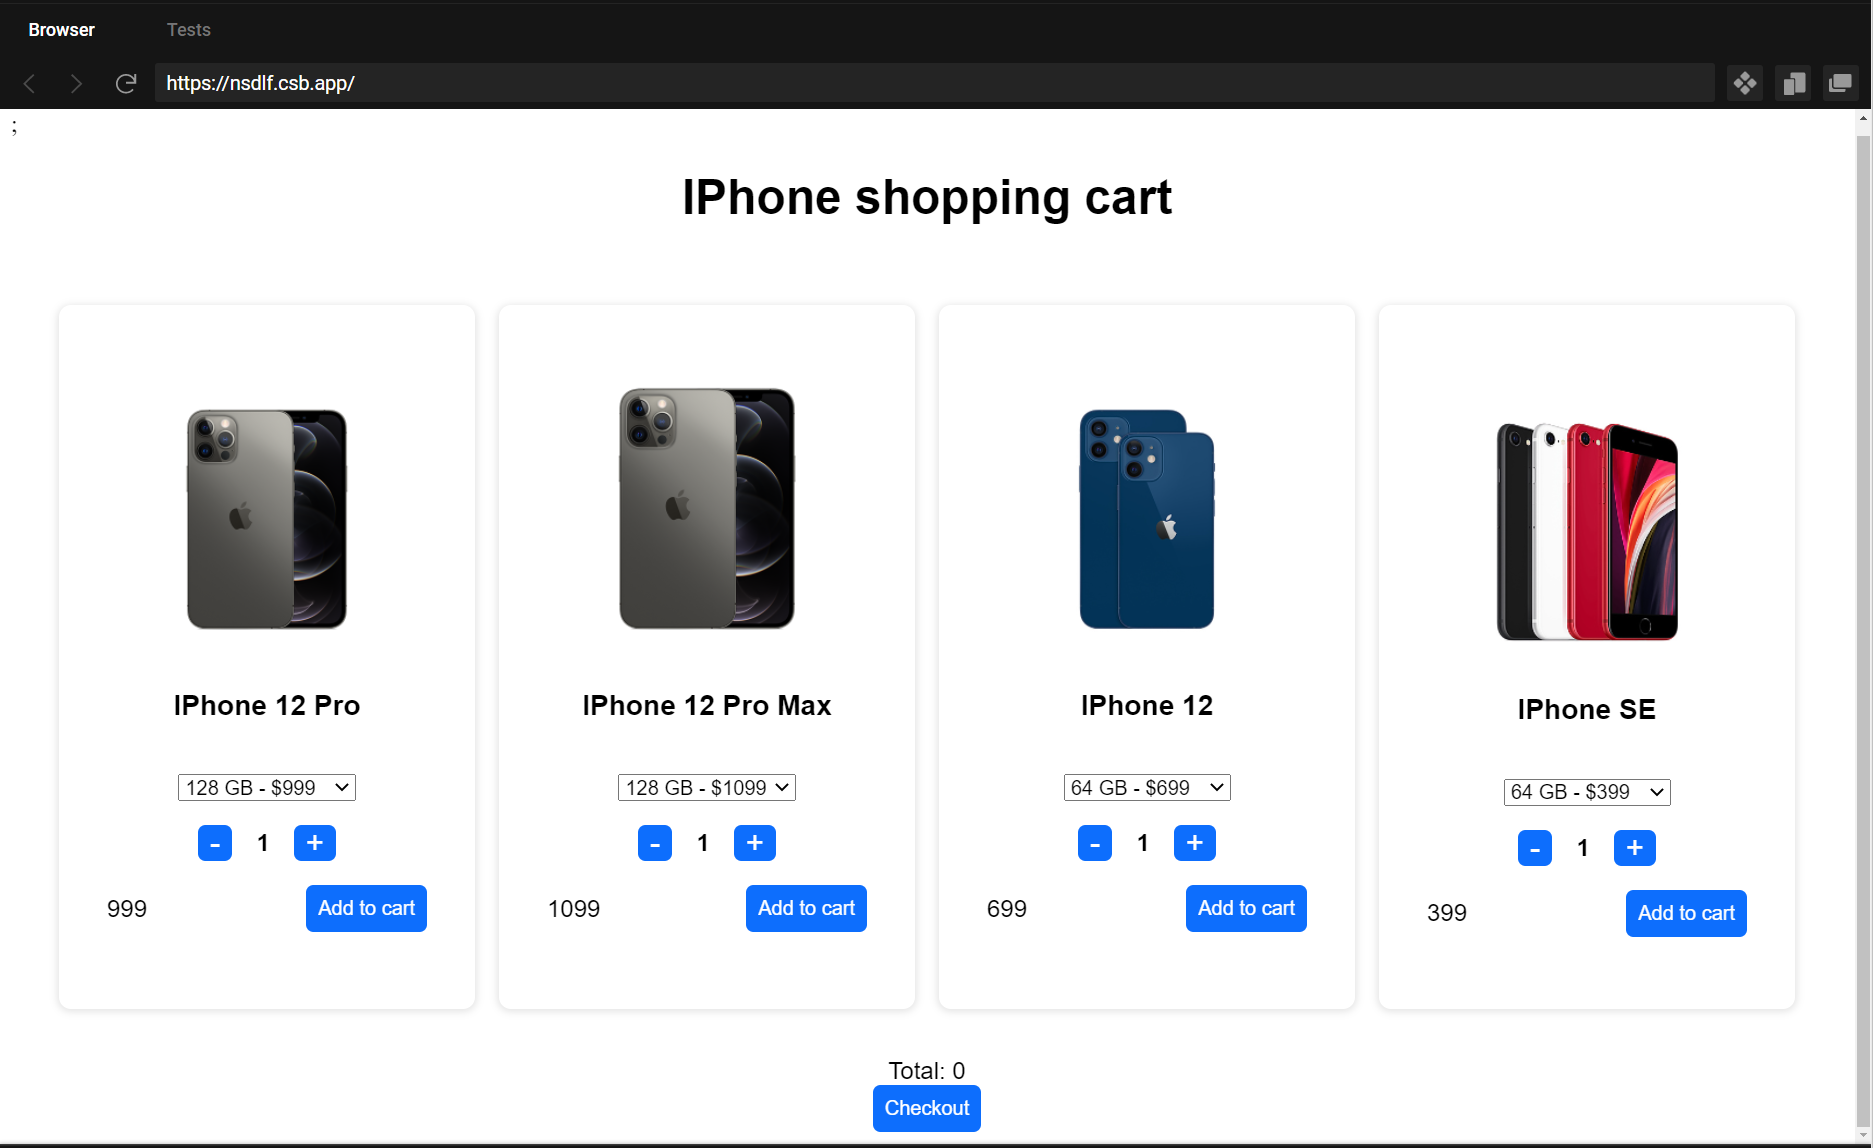 Browser Tests
https://nsdlf.csb.app/
;
IPhone shopping cart
IPhone 12 Pro
128 GB - $999
- 1 +
999 Add to cart
IPhone 12 Pro Max
128 GB - $1099
- 1 +
1099 Add to cart
IPhone 12
64 GB - $699
- 1 +
699 Add to cart
IPhone SE
64 GB - $399
- 1 +
399 Add to cart
Total: 0
Checkout